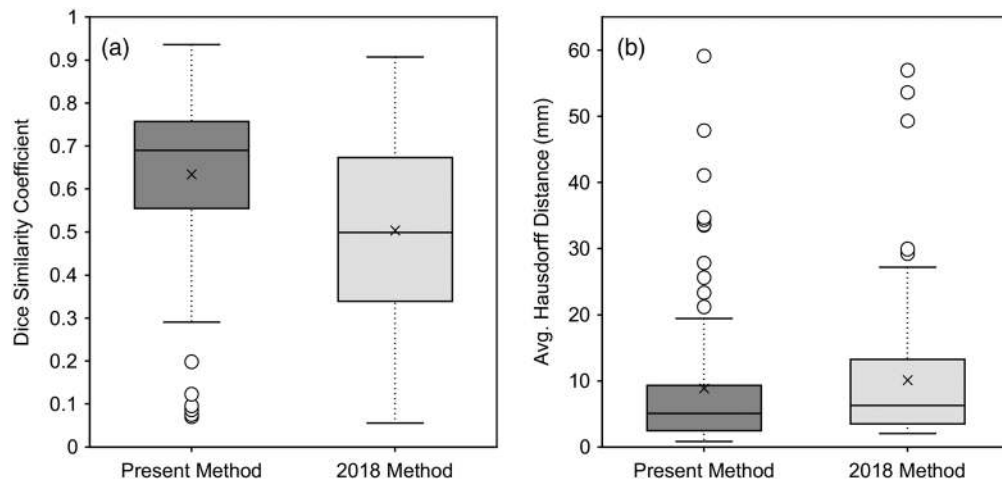 (a)
Dice Similarity Coefficient
1
0.9
0.8
0.7
0.6
0.5
0.4
0.3
0.2
0.1
0
Present Method
2018 Method
(b)
Avg. Hausdorff Distance (mm)
60
50
40
30
20
10
0
Present Method
2018 Method